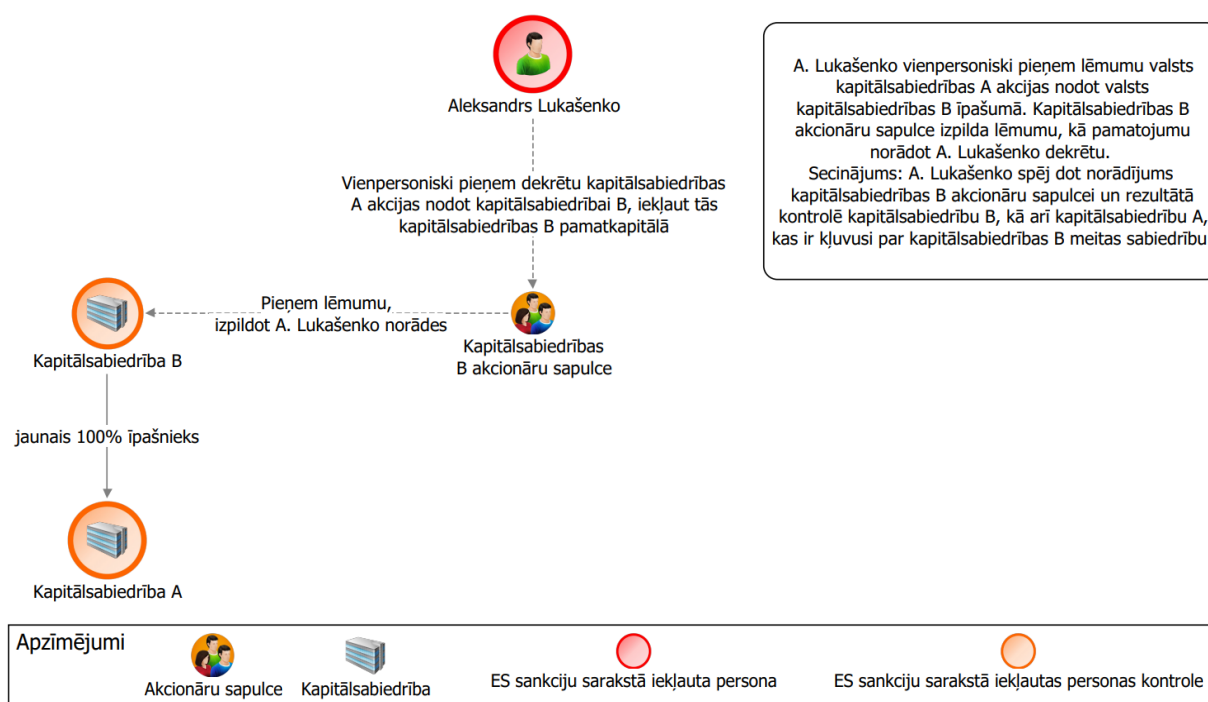 Aleksandrs Lukašenko
Vienpersoniski pieņem dekrētu kapitālsabiedrības
A akcijas nodot kapitālsabiedrībai B, iekļaut tās
kapitālsabiedrības B pamatkapitālā
A. Lukašenko vienpersoniski pieņem lēmumu valsts
kapitālsabiedrības A akcijas nodot valsts
kapitālsabiedrības B īpašumā. Kapitālsabiedrības B
akcionāru sapulce izpilda lēmumu, kā pamatojumu
norādot A. Lukašenko dekrētu.
Secinājums: A. Lukašenko spēj dot norādījums
kapitālsabiedrības B akcionāru sapulcei un rezultātā
kontrolē kapitālsabiedrību B, kā arī kapitālsabiedrību A,
kas ir kļuvusi par kapitālsabiedrības B meitas sabiedrību
Pieņem lēmumu,
izpildot A. Lukašenko norādes
Kapitālsabiedrības
B akcionāru sapulce
Kapitālsabiedrība B
jaunais 100% īpašnieks
Kapitālsabiedrība A
Apzīmējumi
Akcionāru sapulce
Kapitālsabiedrība
ES sankciju sarakstā iekļauta persona
ES sankciju sarakstā iekļautas personas kontrole